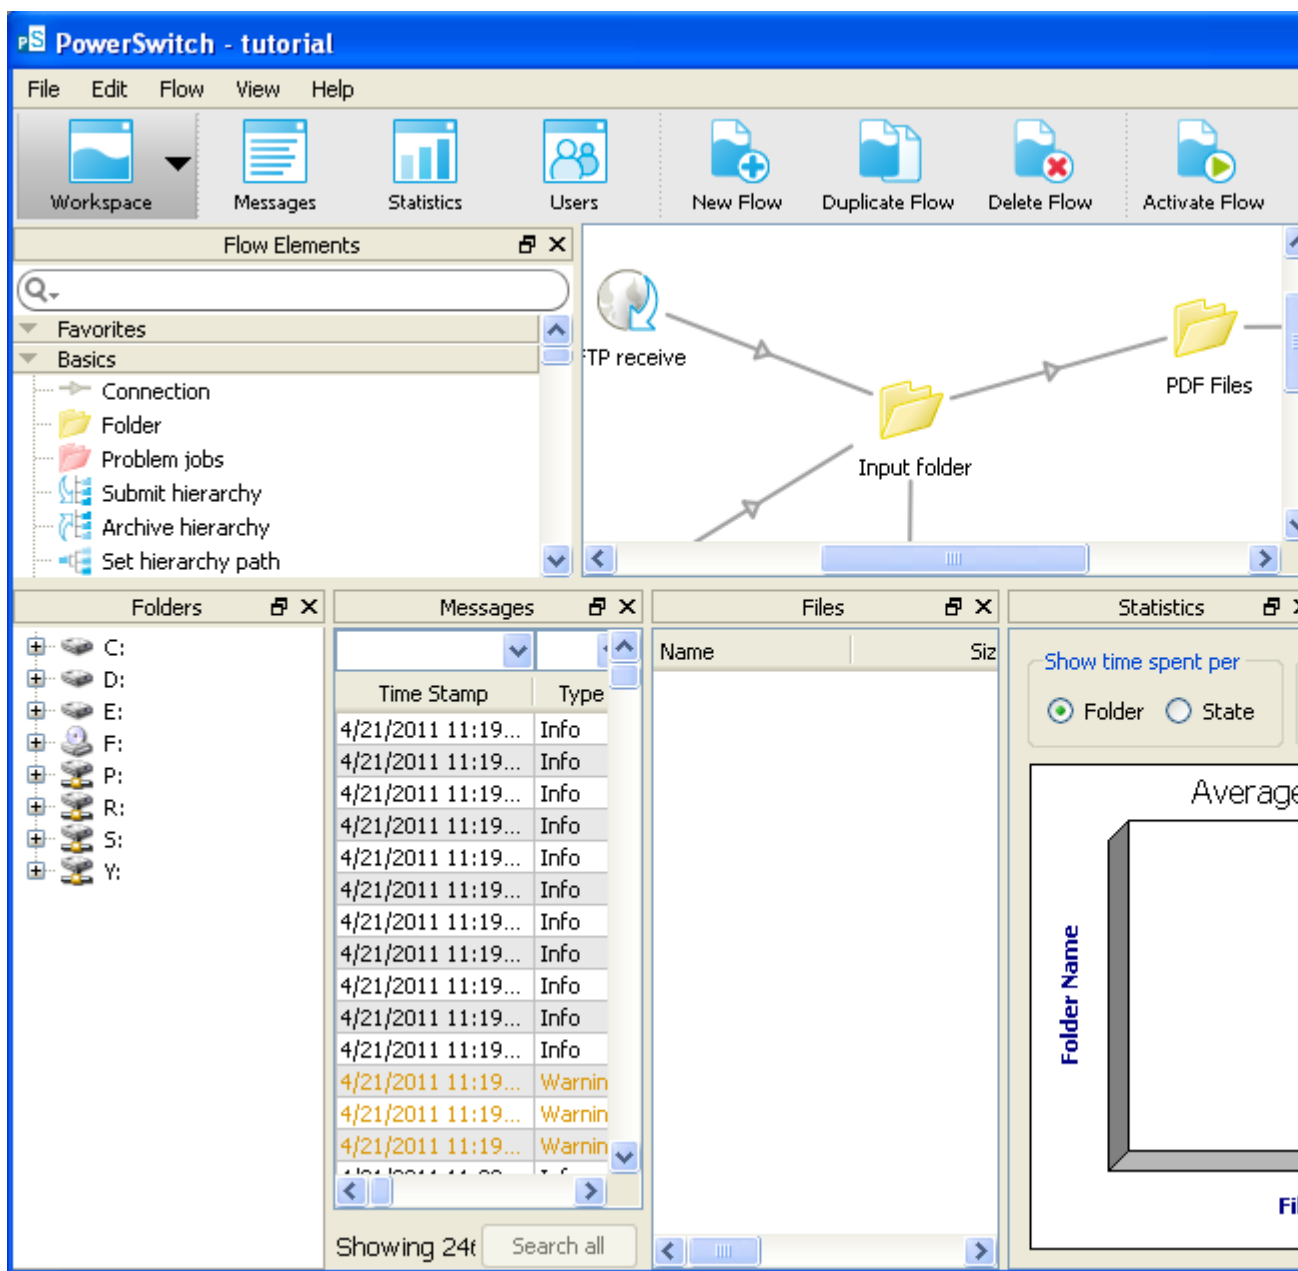 PS PowerSwitch - tutorial
File Edit Flow View Help
Workspace Messages Statistics Users New Flow Duplicate Flow Delete Flow Activate Flow
Flow Elements
Favorites
Basics
Connection
Folder
Problem jobs
Submit hierarchy
Archive hierarchy
Set hierarchy path
TP receive
PDF Files
Input folder
Folders
C:
D:
E:
F:
P:
R:
S:
Y:
Messages
Time Stamp Type
4/21/2011 11:19... Info
4/21/2011 11:19... Info
4/21/2011 11:19... Info
4/21/2011 11:19... Info
4/21/2011 11:19... Info
4/21/2011 11:19... Info
4/21/2011 11:19... Info
4/21/2011 11:19... Info
4/21/2011 11:19... Info
4/21/2011 11:19... Info
4/21/2011 11:19... Info
4/21/2011 11:19... Warnin
4/21/2011 11:19... Warnin
4/21/2011 11:19... Warnin
Showing 246 Search all
Files
Name Siz
Statistics
Show time spent per
Folder State
Average
Folder Name
Fi